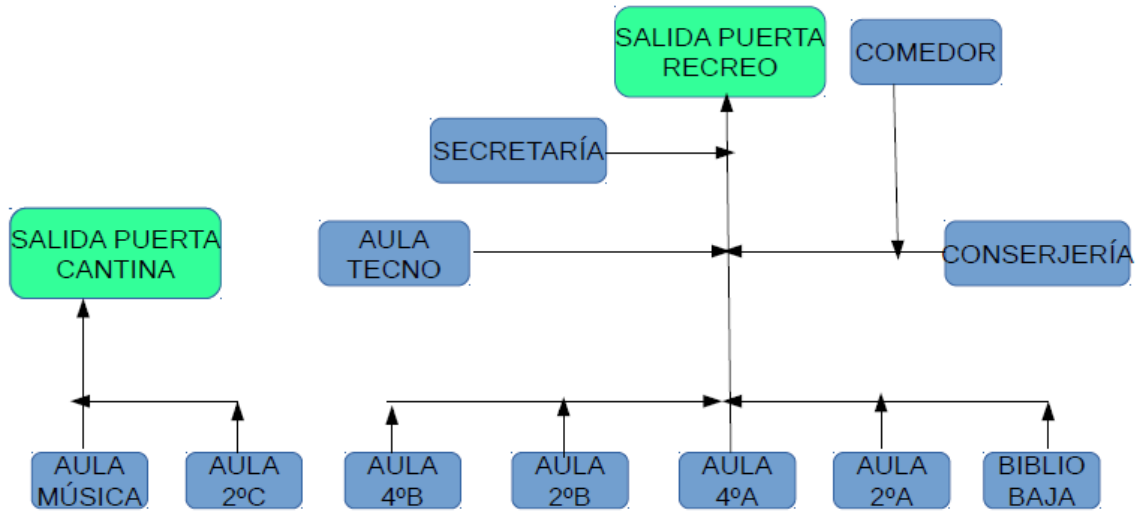 SALIDA PUERTA
RECREO
COMEDOR
SECRETARÍA
SALIDA PUERTA
CANTINA
AULA
TECNO
CONSERJERÍA
AULA
MÚSICA
AULA
2ºC
AULA
4ºB
AULA
2ºB
AULA
4ºA
AULA
2ºA
BIBLIO
BAJA